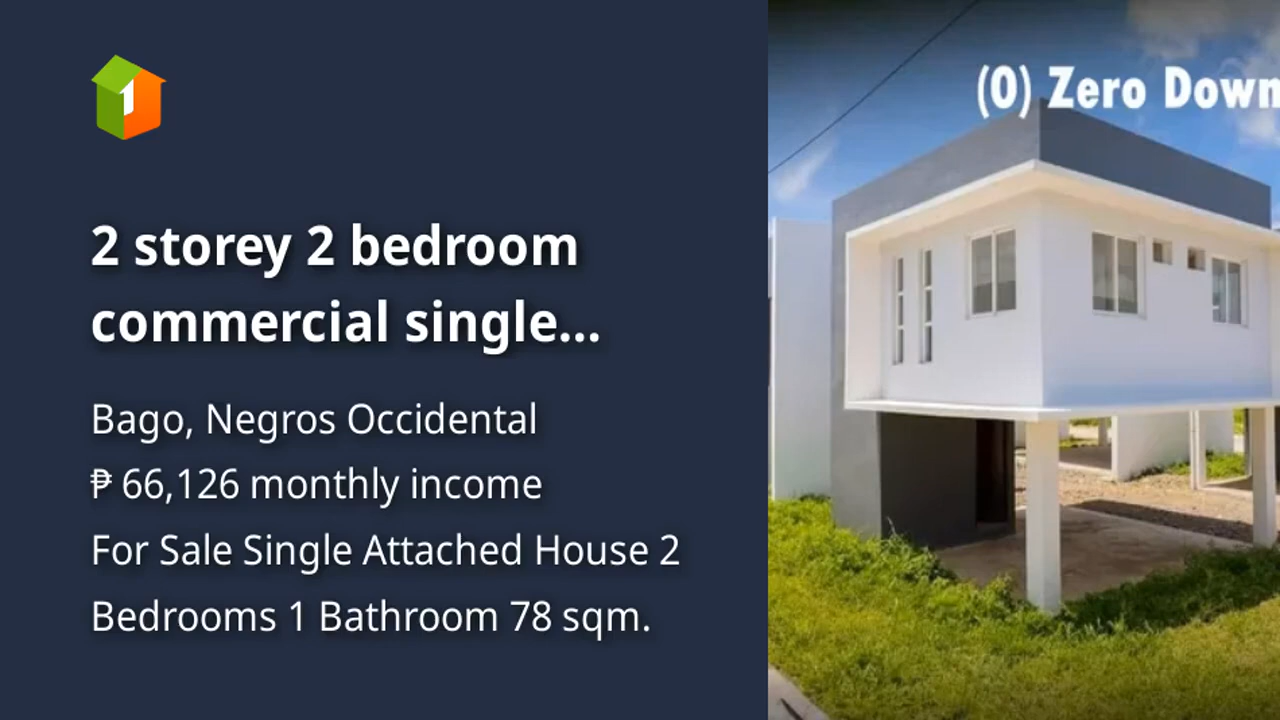 2 storey 2 bedroom
commercial single...
Bago, Negros Occidental
₱ 66,126 monthly income
For Sale Single Attached House 2
Bedrooms 1 Bathroom 78 sqm.
(0) Zero Down